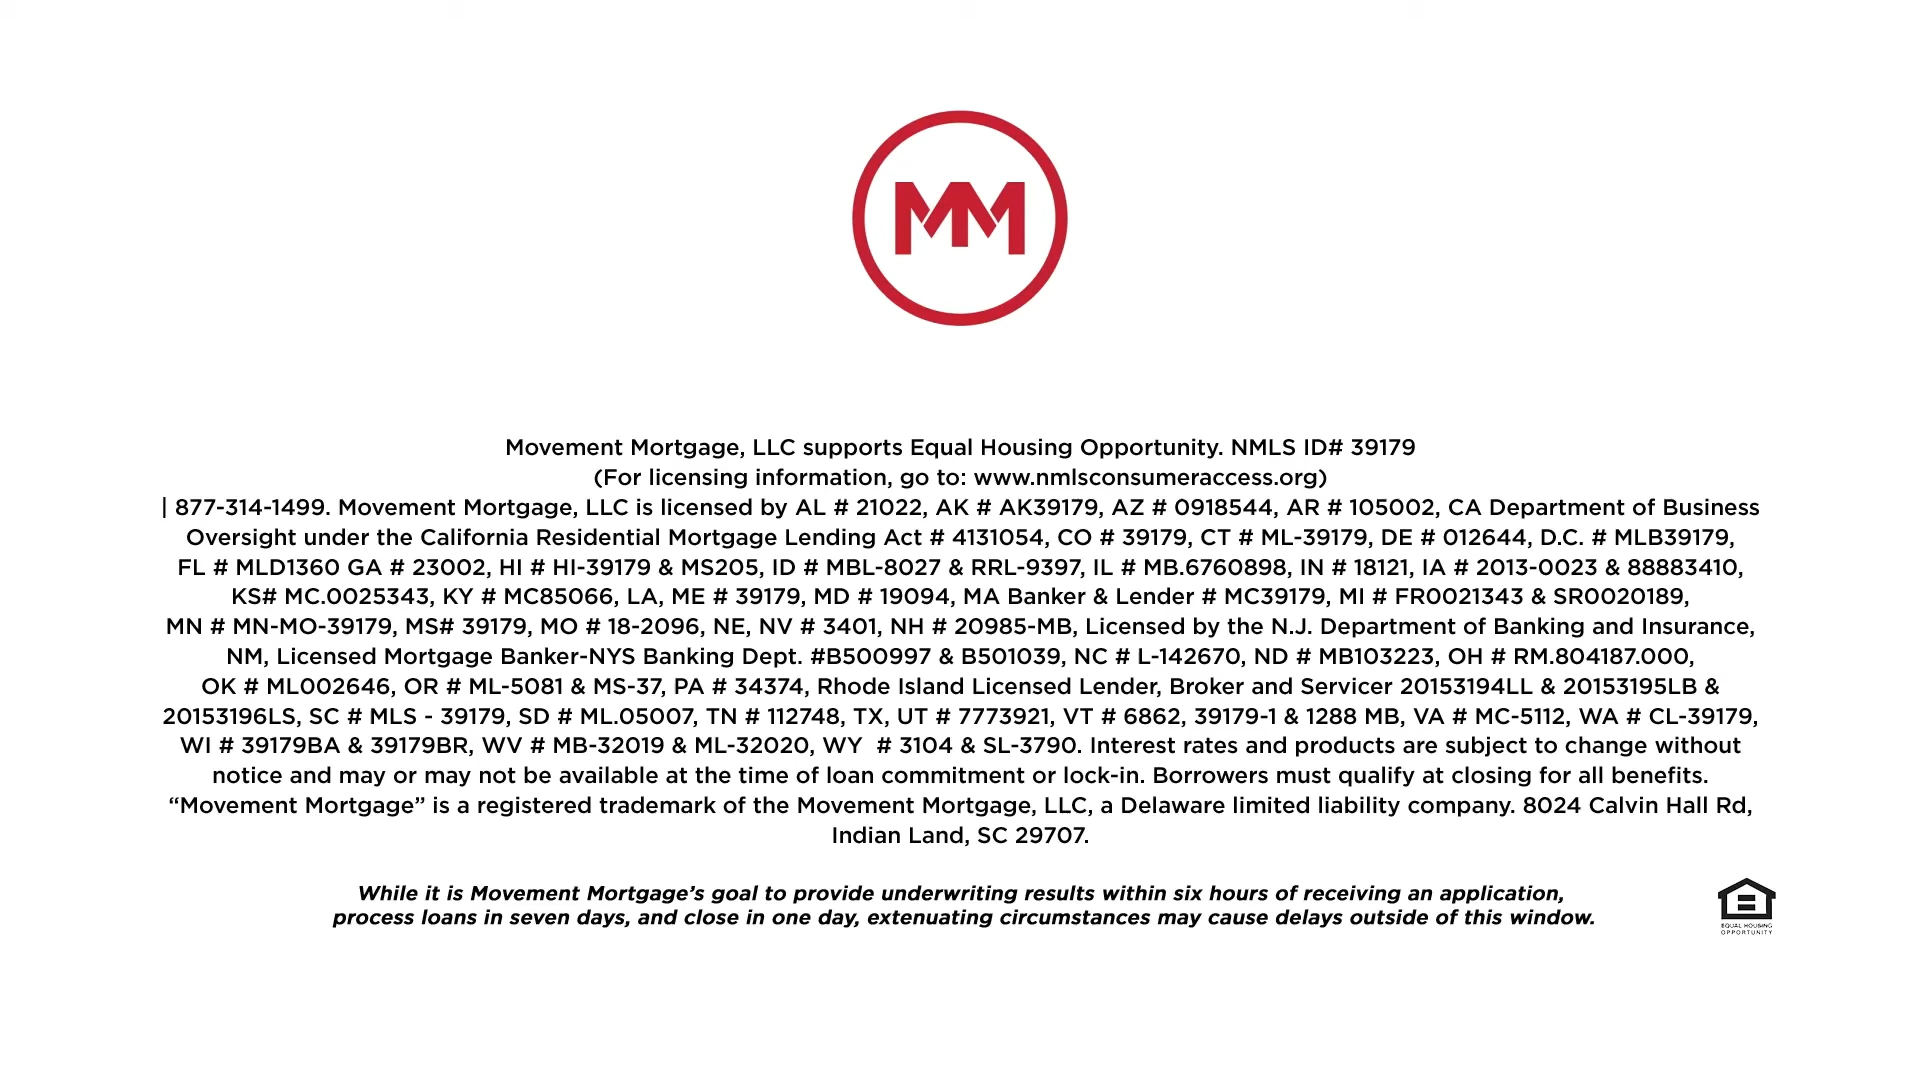 MM
Movement Mortgage, LLC supports Equal Housing Opportunity. NMLS ID# 39179
(For licensing information, go to: www.nmlsconsumeraccess.org)
| 877-314-1499. Movement Mortgage, LLC is licensed by AL # 21022, AK # AK39179, AZ # 0918544, AR # 105002, CA Department of Business
Oversight under the California Residential Mortgage Lending Act # 4131054, CO # 39179, CT # ML-39179, DE # 012644, D.C. # MLB39179,
FL # MLD1360 GA # 23002, HI # HI-39179 & MS205, ID # MBL-8027 & RRL-9397, IL # MB.6760898, IN # 18121, IA # 2013-0023 & 88883410,
KS# MC.0025343, KY # MC85066, LA, ME # 39179, MD # 19094, MA Banker & Lender # MC39179, MI # FR0021343 & SR0020189,
MN # MN-MO-39179, MS# 39179, MO # 18-2096, NE, NV # 3401, NH # 20985-MB, Licensed by the N.J. Department of Banking and Insurance,
NM, Licensed Mortgage Banker-NYS Banking Dept. #B500997 & B501039, NC # L-142670, ND # MB103223, OH # RM.804187.000,
OK # ML002646, OR # ML-5081 & MS-37, PA # 34374, Rhode Island Licensed Lender, Broker and Servicer 20153194LL & 20153195LB &
20153196LS, SC # MLS - 39179, SD # ML.05007, TN # 112748, TX, UT # 7773921, VT # 6862, 39179-1 & 1288 MB, VA # MC-5112, WA # CL-39179,
WI # 39179BA & 39179BR, WV # MB-32019 & ML-32020, WY  # 3104 & SL-3790. Interest rates and products are subject to change without
notice and may or may not be available at the time of loan commitment or lock-in. Borrowers must qualify at closing for all benefits.
“Movement Mortgage” is a registered trademark of the Movement Mortgage, LLC, a Delaware limited liability company. 8024 Calvin Hall Rd,
Indian Land, SC 29707.
While it is Movement Mortgage’s goal to provide underwriting results within six hours of receiving an application,
process loans in seven days, and close in one day, extenuating circumstances may cause delays outside of this window.
EQUAL HOUSING
OPPORTUNITY